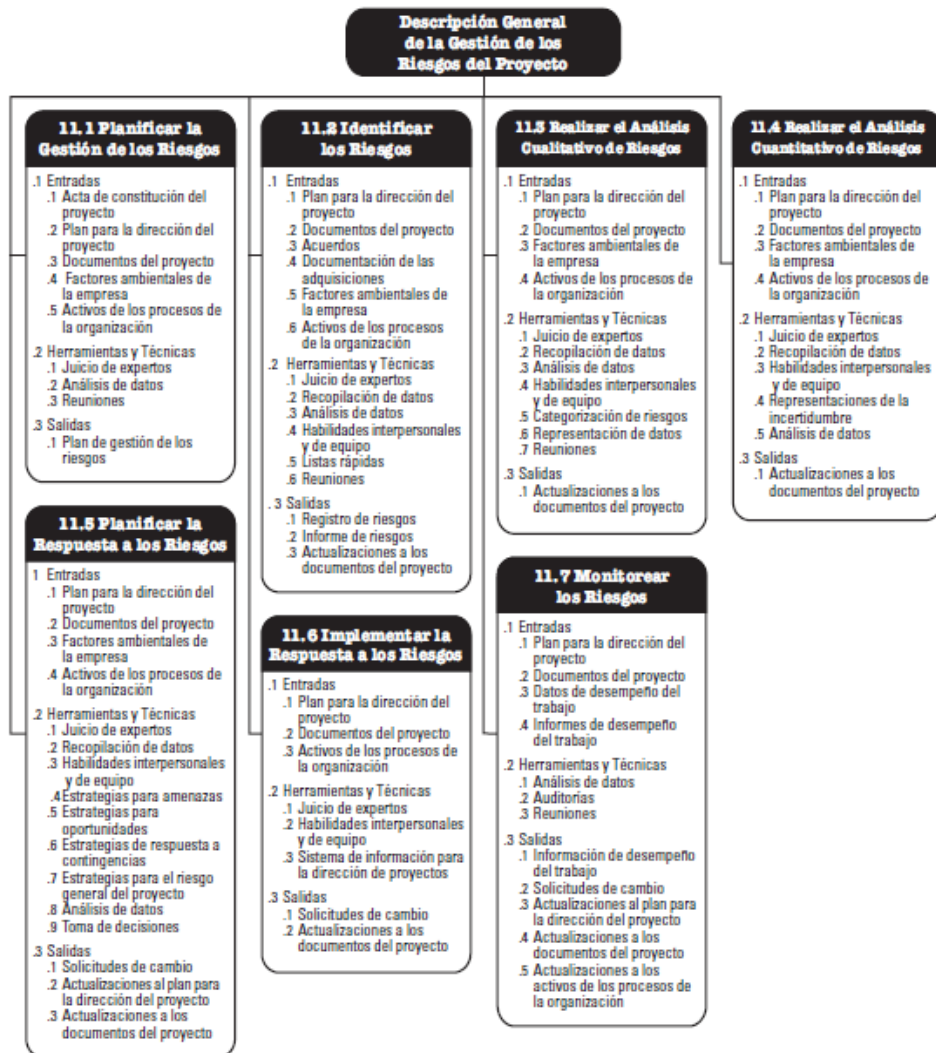 Descripción General
de la Gestión de los
Riesgos del Proyecto
11.1 Planificar la
Gestión de los Riesgos
.1 Entradas
.1 Acta de constitución del
proyecto
.2 Plan para la dirección del
proyecto
.3 Documentos del proyecto
.4 Factores ambientales de
la empresa
.5 Activos de los procesos de
la organización
.2 Herramientas y Técnicas
.1 Juicio de expertos
.2 Análisis de datos
.3 Reuniones
.3 Salidas
.1 Plan de gestión de los
riesgos
11.2 Identificar
los Riesgos
.1 Entradas
.1 Plan para la dirección del
proyecto
.2 Documentos del proyecto
.3 Acuerdos
.4 Documentación de las
adquisiciones
.5 Factores ambientales de
la empresa
.6 Activos de los procesos
de la organización
.2 Herramientas y Técnicas
.1 Juicio de expertos
.2 Recopilación de datos
.3 Análisis de datos
.4 Habilidades interpersonales
y de equipo
.5 Listas rápidas
.6 Reuniones
. 3 Salidas
.1 Registro de riesgos
.2 Informe de riesgos
.3 Actualizaciones a los
documentos del proyecto
11.3 Realizar el Análisis
Cualitativo de Riesgos
.1 Entradas
.1 Plan para la dirección del
proyecto
.2 Documentos del proyecto
.3 Factores ambientales de
la empresa
.4 Activos de los procesos de
la organización
.2 Herramientas y Técnicas
.1 Juicio de expertos
.2 Recopilación de datos
.3 Análisis de datos
.4 Habilidades interpersonales
y de equipo
.5 Categorización de riesgos
.6 Representación de datos
.7 Reuniones
.3 Salidas
.1 Actualizaciones a los
documentos del proyecto
11.4 Realizar el Análisis
Cuantitativo de Riesgos
.1 Entradas
.1 Plan para la dirección del
proyecto
.2 Documentos del proyecto
.3 Factores ambientales de
la empresa
.4 Activos de los procesos de
la organización
.2 Herramientas y Técnicas
.1 Juicio de expertos
.2 Recopilación de datos
.3 Habilidades interpersonales
y de equipo
.4 Representaciones de la
incertidumbre
.5 Análisis de datos
.3 Salidas
.1 Actualizaciones a los
documentos del proyecto
11.5 Planificar la
Respuesta a los Riesgos
1 Entradas
.1 Plan para la dirección del
proyecto
.2 Documentos del proyecto
.3 Factores ambientales de
la empresa
.4 Activos de los procesos de
la organización
.2 Herramientas y Técnicas
.1 Juicio de expertos
.2 Recopilación de datos
.3 Habilidades interpersonales
y de equipo
.4 Estrategias para amenazas
.5 Estrategias para
oportunidades
.6 Estrategias de respuesta a
contingencias
.7 Estrategias para el riesgo
general del proyecto
.8 Análisis de datos
.9 Toma de decisiones
.3 Salidas
.1 Solicitudes de cambio
.2 Actualizaciones al plan para
la dirección del proyecto
.3 Actualizaciones a los
documentos del proyecto
11.6 Implementar la
Respuesta a los Riesgos
.1 Entradas
.1 Plan para la dirección del
proyecto
.2 Documentos del proyecto
.3 Activos de los procesos de
la organización
.2 Herramientas y Técnicas
.1 Juicio de expertos
.2 Habilidades interpersonales
y de equipo
.3 Sistema de información para
la dirección de proyectos
.3 Salidas
.1 Solicitudes de cambio
.2 Actualizaciones a los
documentos del proyecto
11.7 Monitorear
los Riesgos
.1 Entradas
.1 Plan para la dirección del
proyecto
.2 Documentos del proyecto
.3 Datos de desempeño del
trabajo
.4 Informes de desempeño
del trabajo
.2 Herramientas y Técnicas
.1 Análisis de datos
.2 Auditorías
.3 Reuniones
.3 Salidas
.1 Información de desempeño
del trabajo
.2 Solicitudes de cambio
.3 Actualizaciones al plan para
la dirección del proyecto
.4 Actualizaciones a los
documentos del proyecto
.5 Actualizaciones a los
activos de los procesos de
la organización